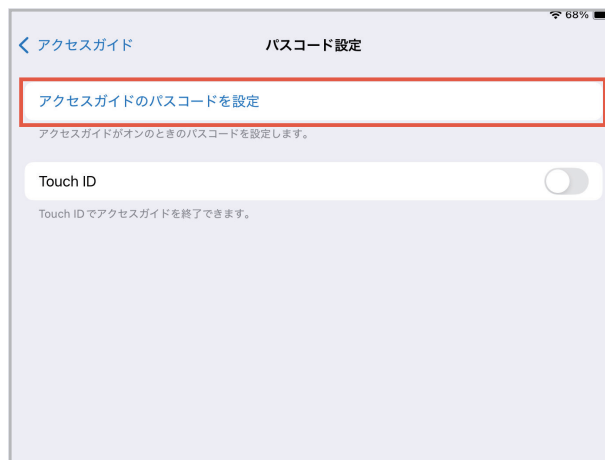 68%
アクセスガイド
パスコード設定
アクセスガイドのパスコードを設定
アクセスガイドがオンのときのパスコードを設定します。
Touch ID
Touch IDでアクセスガイドを終了できます。